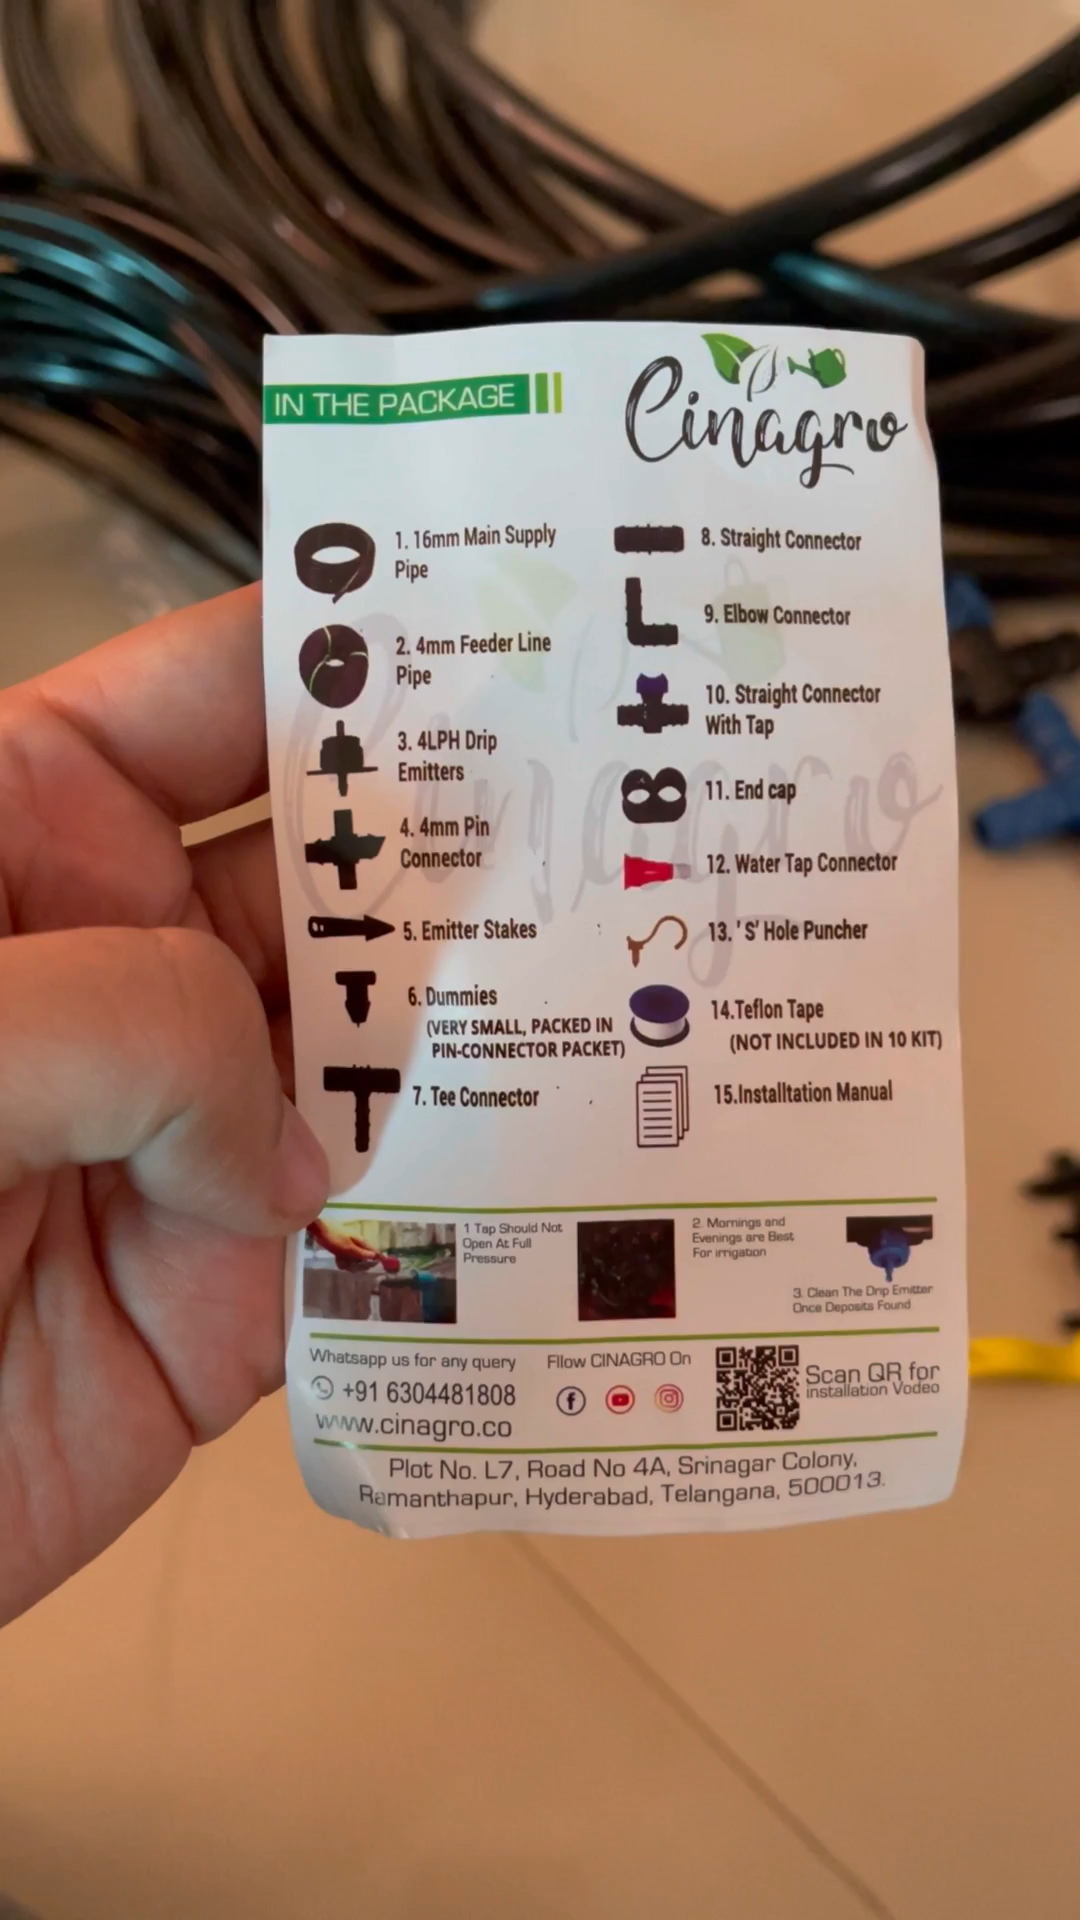 IN THE PACKAGE
Cinagro
1. 16mm Main Supply
Pipe
2. 4mm Feeder Line
Pipe
3. 4LPH Drip
Emitters
4. 4mm Pin
Connector
5. Emitter Stakes
6. Dummies
(VERY SMALL, PACKED IN
PIN-CONNECTOR PACKET)
7. Tee Connector
8. Straight Connector
9. Elbow Connector
10. Straight Connector
With Tap
11. End cap
12. Water Tap Connector
13. 'S' Hole Puncher
14.Teflon Tape
(NOT INCLUDED IN 10 KIT)
15.Installtation Manual
Cinagro
1 Tap Should Not
Open At Full
Pressure
2. Mornings and
Evenings are Best
For irrigation
3. Clean The Drip Emitter
Once Deposits Found
Whatsapp us for any query
+91 6304481808
www.cinagro.co
Fllow CINAGRO On
Scan QR for
installation Vodeo
Plot No. L7, Road No 4A, Srinagar Colony,
Ramanthapur, Hyderabad, Telangana, 500013.